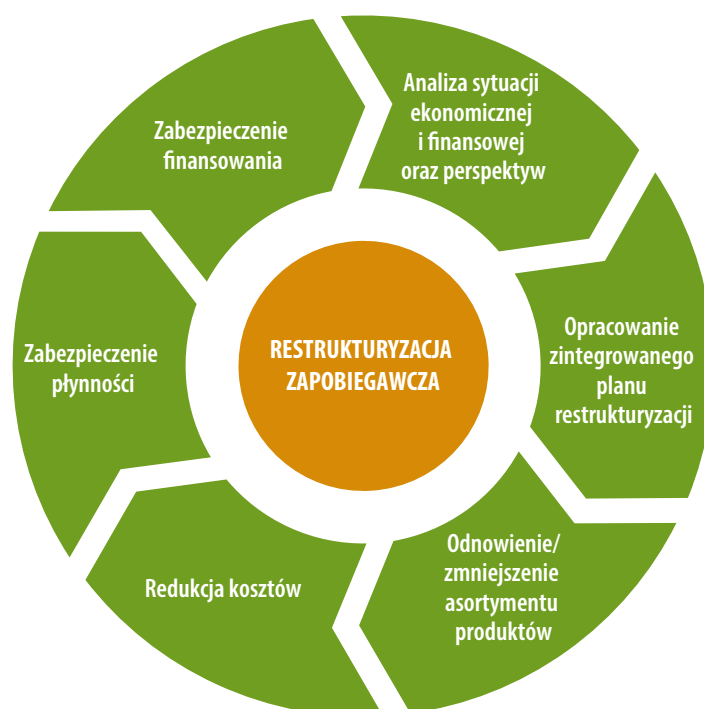 Analiza sytuacji
ekonomicznej
i finansowej
oraz perspektyw
Opracowanie
zintegrowanego
planu
restrukturyzacji
Odnowienie/
zmniejszenie
asortymentu
produktów
Redukcja kosztów
Zabezpieczenie
płynności
Zabezpieczenie
finansowania
RESTRUKTURYZACJA
ZAPOBIEGAWCZA